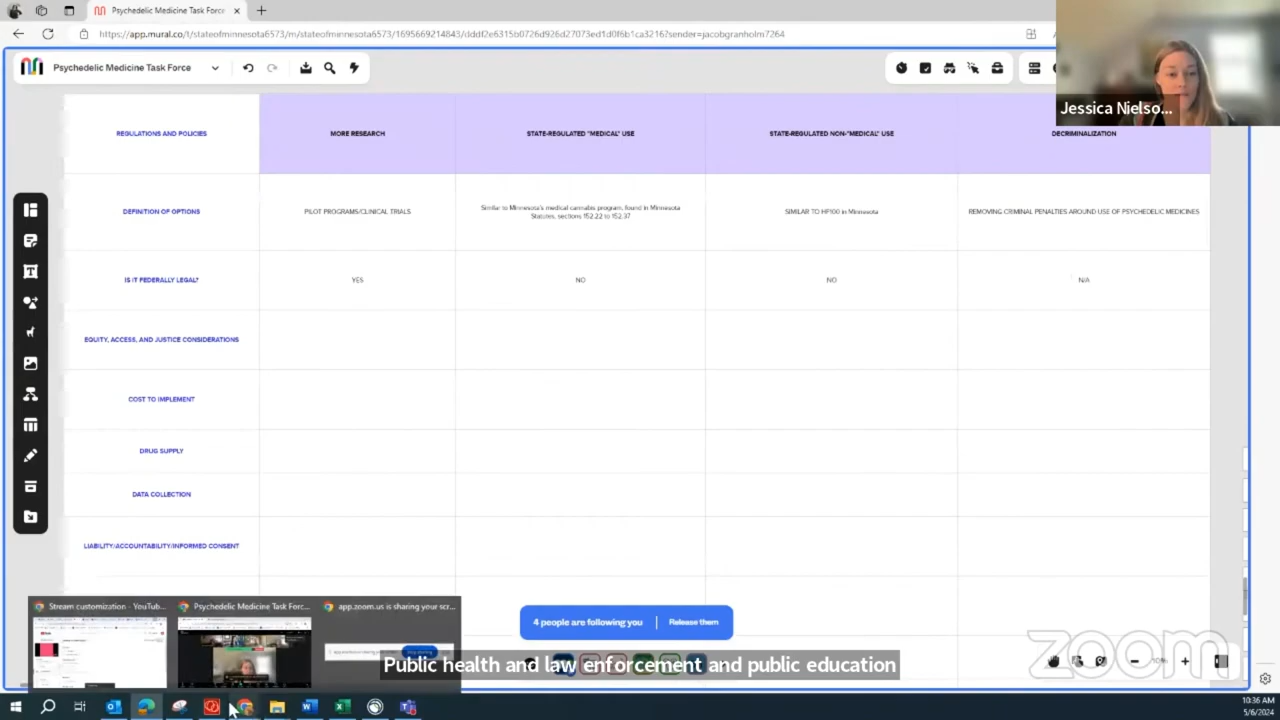 Psychedelic Medicine Task Force
https://app.mural.co/t/stateofminnesota6573/m/stateofminnesota6573/1695669214843/dddf2e6315b0726d926d27073ed1d0f6b1ca3216?sender=jacobgranholm7264
Psychedelic Medicine Task Force
Jessica Nielso...
REGULATIONS AND POLICIES
MORE RESEARCH
STATE-REGULATED "MEDICAL" USE
STATE-REGULATED NON-"MEDICAL" USE
DECRIMINALIZATION
DEFINITION OF OPTIONS
PILOT PROGRAMS/CLINICAL TRIALS
Similar to Minnesota's medical cannabis program, found in Minnesota
Statutes, sections 152.22 to 152.37
SIMILAR TO HF100 in Minnesota
REMOVING CRIMINAL PENALTIES AROUND USE OF PSYCHEDELIC MEDICINES
IS IT FEDERALLY LEGAL?
YES
NO
NO
N/A
EQUITY, ACCESS, AND JUSTICE CONSIDERATIONS
COST TO IMPLEMENT
DRUG SUPPLY
DATA COLLECTION
LIABILITY/ACCOUNTABILITY/INFORMED CONSENT
Stream customization - YouTub...
Psychedelic Medicine Task Forc...
app.zoom.us is sharing your scr...
4 people are following you
Release them
Public health and law enforcement and public education
zoom
10%
10:36 AM
5/6/2024